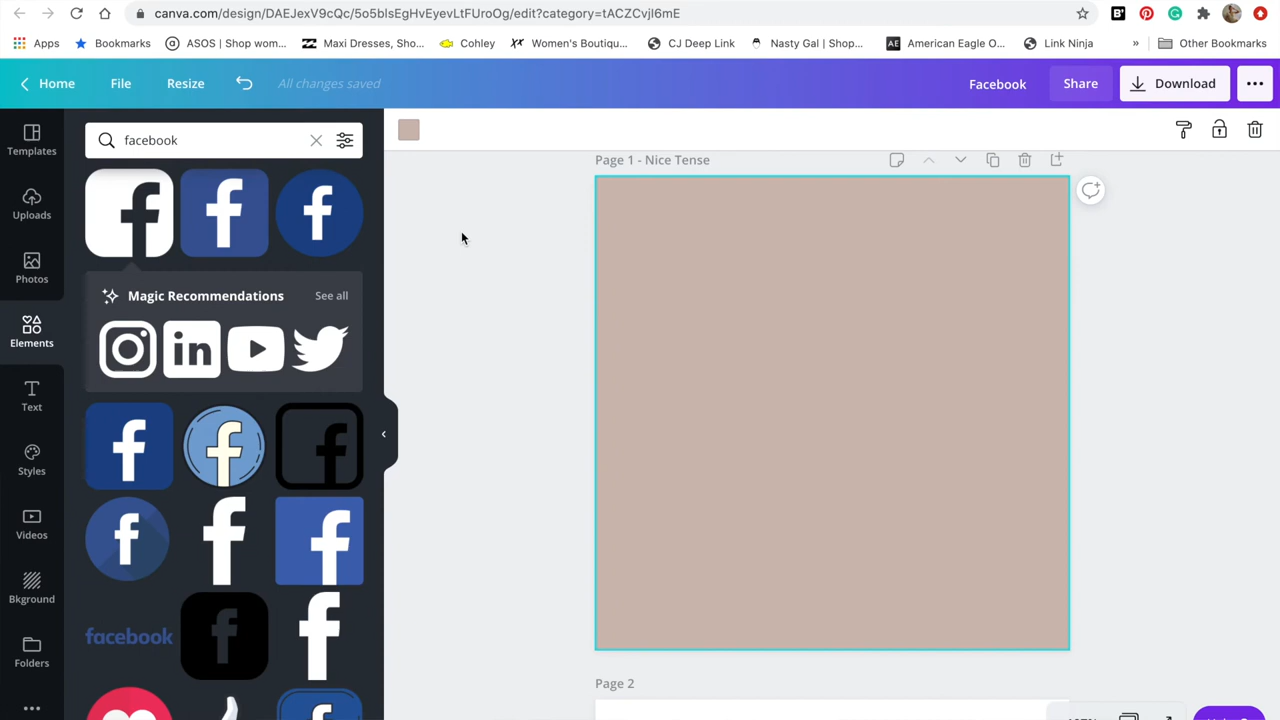 canva.com/design/DAEJexV9cQc/5o5blsEgHvEyevLtFUroOg/edit?category=tACZCvjI6mE
Apps
Bookmarks
ASOS | Shop wom...
Maxi Dresses, Sho...
Cohley
Women's Boutiqu...
CJ Deep Link
Nasty Gal | Shop...
American Eagle O...
Link Ninja
»
Other Bookmarks
Home
File
Resize
All changes saved
Facebook
Share
Download
Templates
Uploads
Photos
Elements
Text
Styles
Videos
Bkground
Folders
facebook
Magic Recommendations
See all
in
facebook
Page 1 - Nice Tense
Page 2